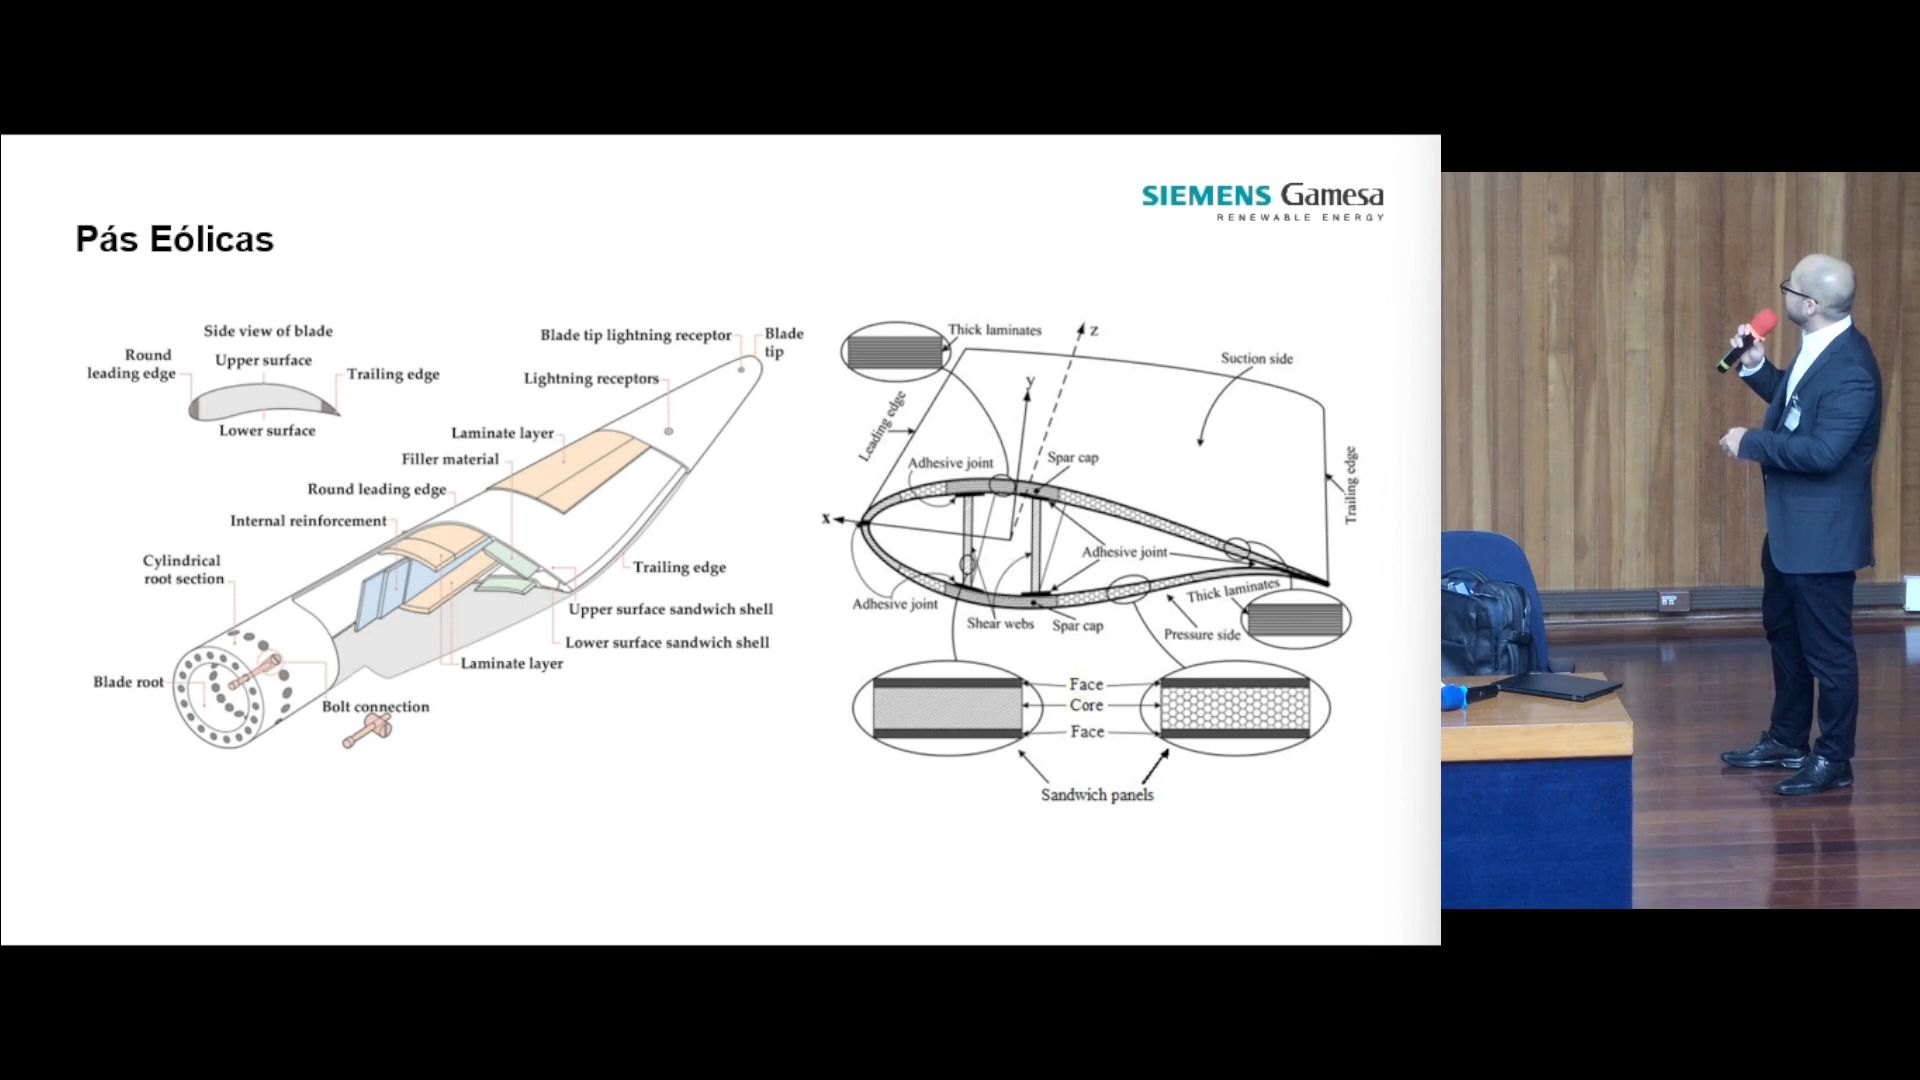 SIEMENS Gamesa
RENEWABLE ENERGY
Pás Eólicas
Side view of blade
Round
leading edge
Upper surface
Trailing edge
Lower surface
Blade tip lightning receptor
Blade
tip
Lightning receptors
Laminate layer
Filler material
Round leading edge
Internal reinforcement
Cylindrical
root section
Trailing edge
Upper surface sandwich shell
Lower surface sandwich shell
Laminate layer
Blade root
Bolt connection
Thick laminates
z
y
Suction side
Leading edge
Adhesive joint
Spar cap
Trailing edge
x
Adhesive joint
Adhesive joint
Thick laminates
Shear webs
Spar cap
Pressure side
Face
Core
Face
Sandwich panels